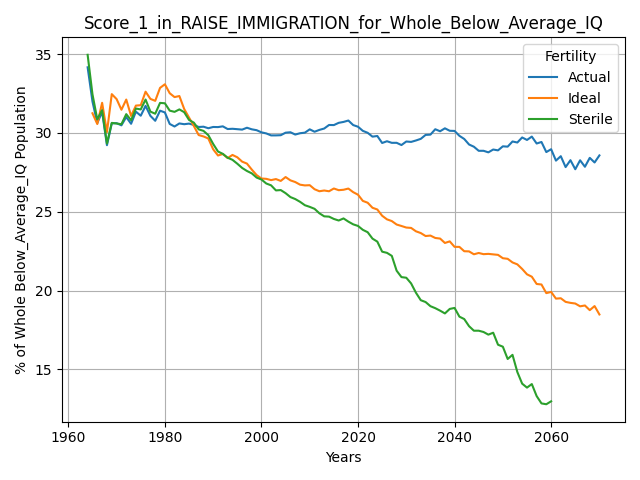 Score_1_in_RAISE_IMMIGRATION_for_Whole_Below_Average_IQ
% of Whole Below_Average_IQ Population
35
30
25
20
15
Fertility
Actual
Ideal
Sterile
1960
1980
2000
2020
2040
2060
Years